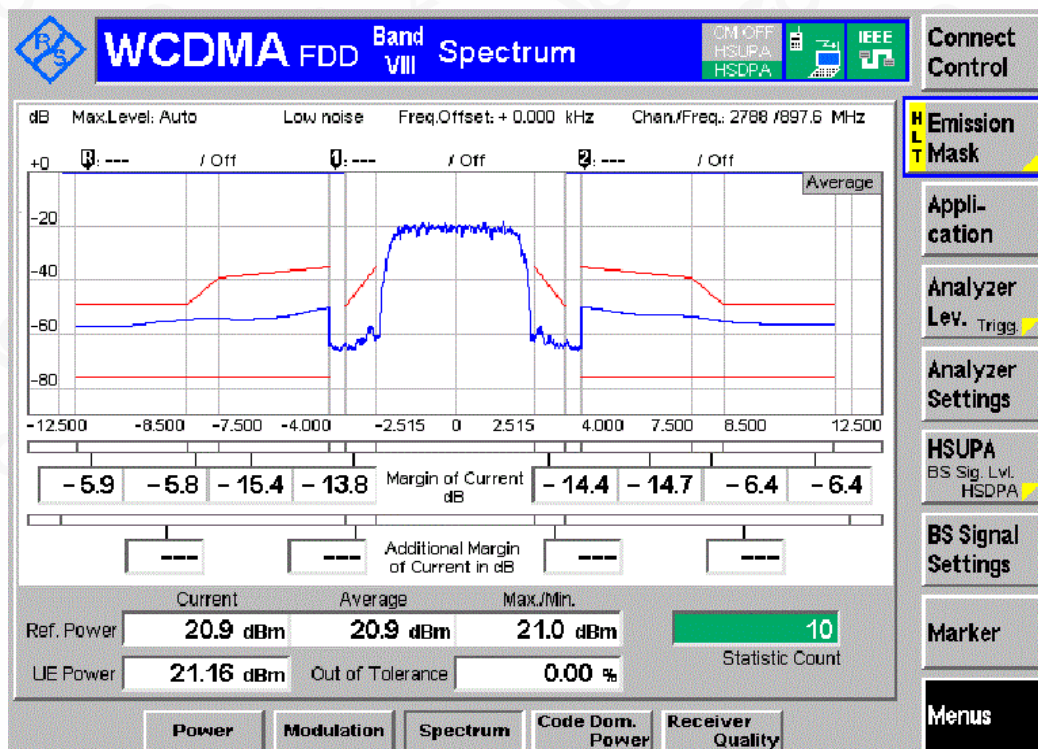 R/S
WCDMA FDD Band VIII Spectrum
CM OFF
HSUPA
HSDPA
IEEE
Connect Control
dB Max.Level: Auto Low noise Freq.Offset: + 0.000 kHz Chan./Freq.: 2788 /897.6 MHz
HLT
Emission Mask
+0 R: --- / Off 1: --- / Off 2: --- / Off
Average
-20
-40
-60
-80
Appli-
cation
Analyzer
Lev. Trigg.
Analyzer
Settings
-12.500 -8.500 -7.500 -4.000 -2.515 0 2.515 4.000 7.500 8.500 12.500
HSUPA
BS Sig. Lvl.
HSDPA
-5.9 -5.8 -15.4 -13.8 Margin of Current dB -14.4 -14.7 -6.4 -6.4
BS Signal
Settings
--- --- Additional Margin of Current in dB --- ---
Current Average Max./Min.
Ref. Power 20.9 dBm 20.9 dBm 21.0 dBm 10
Statistic Count
UE Power 21.16 dBm Out of Tolerance 0.00 %
Marker
Menus
Power Modulation Spectrum Code Dom. Power Receiver Quality